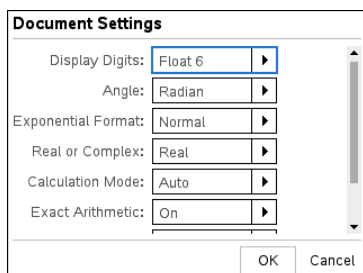 Document Settings
Display Digits: Float 6
Angle: Radian
Exponential Format: Normal
Real or Complex: Real
Calculation Mode: Auto
Exact Arithmetic: On
OK Cancel